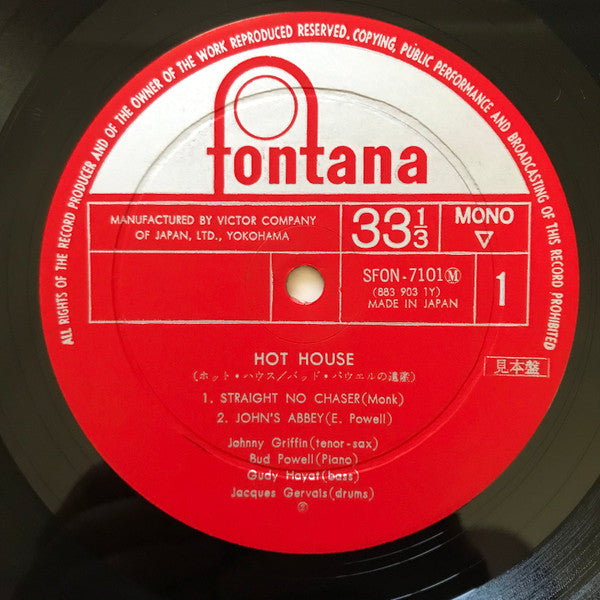 ALL RIGHTS OF THE RECORD PRODUCER AND OF THE OWNER OF THE WORK REPRODUCED RESERVED. COPYING, PUBLIC PERFORMANCE AND BROADCASTING OF THIS RECORD PROHIBITED
fontana
MANUFACTURED BY VICTOR COMPANY
OF JAPAN, LTD., YOKOHAMA
33 1/3
MONO
▽
SFON-7101Ⓜ
(883 903 1Y)
MADE IN JAPAN
1
HOT HOUSE
(ホット・ハウス/バッド・パウエルの遺産)
見本盤
1. STRAIGHT NO CHASER(Monk)
2. JOHN'S ABBEY(E. Powell)
Johnny Griffin(tenor-sax)
Bud Powell(Piano)
Gudy Hayat(bass)
Jacques Gervais(drums)